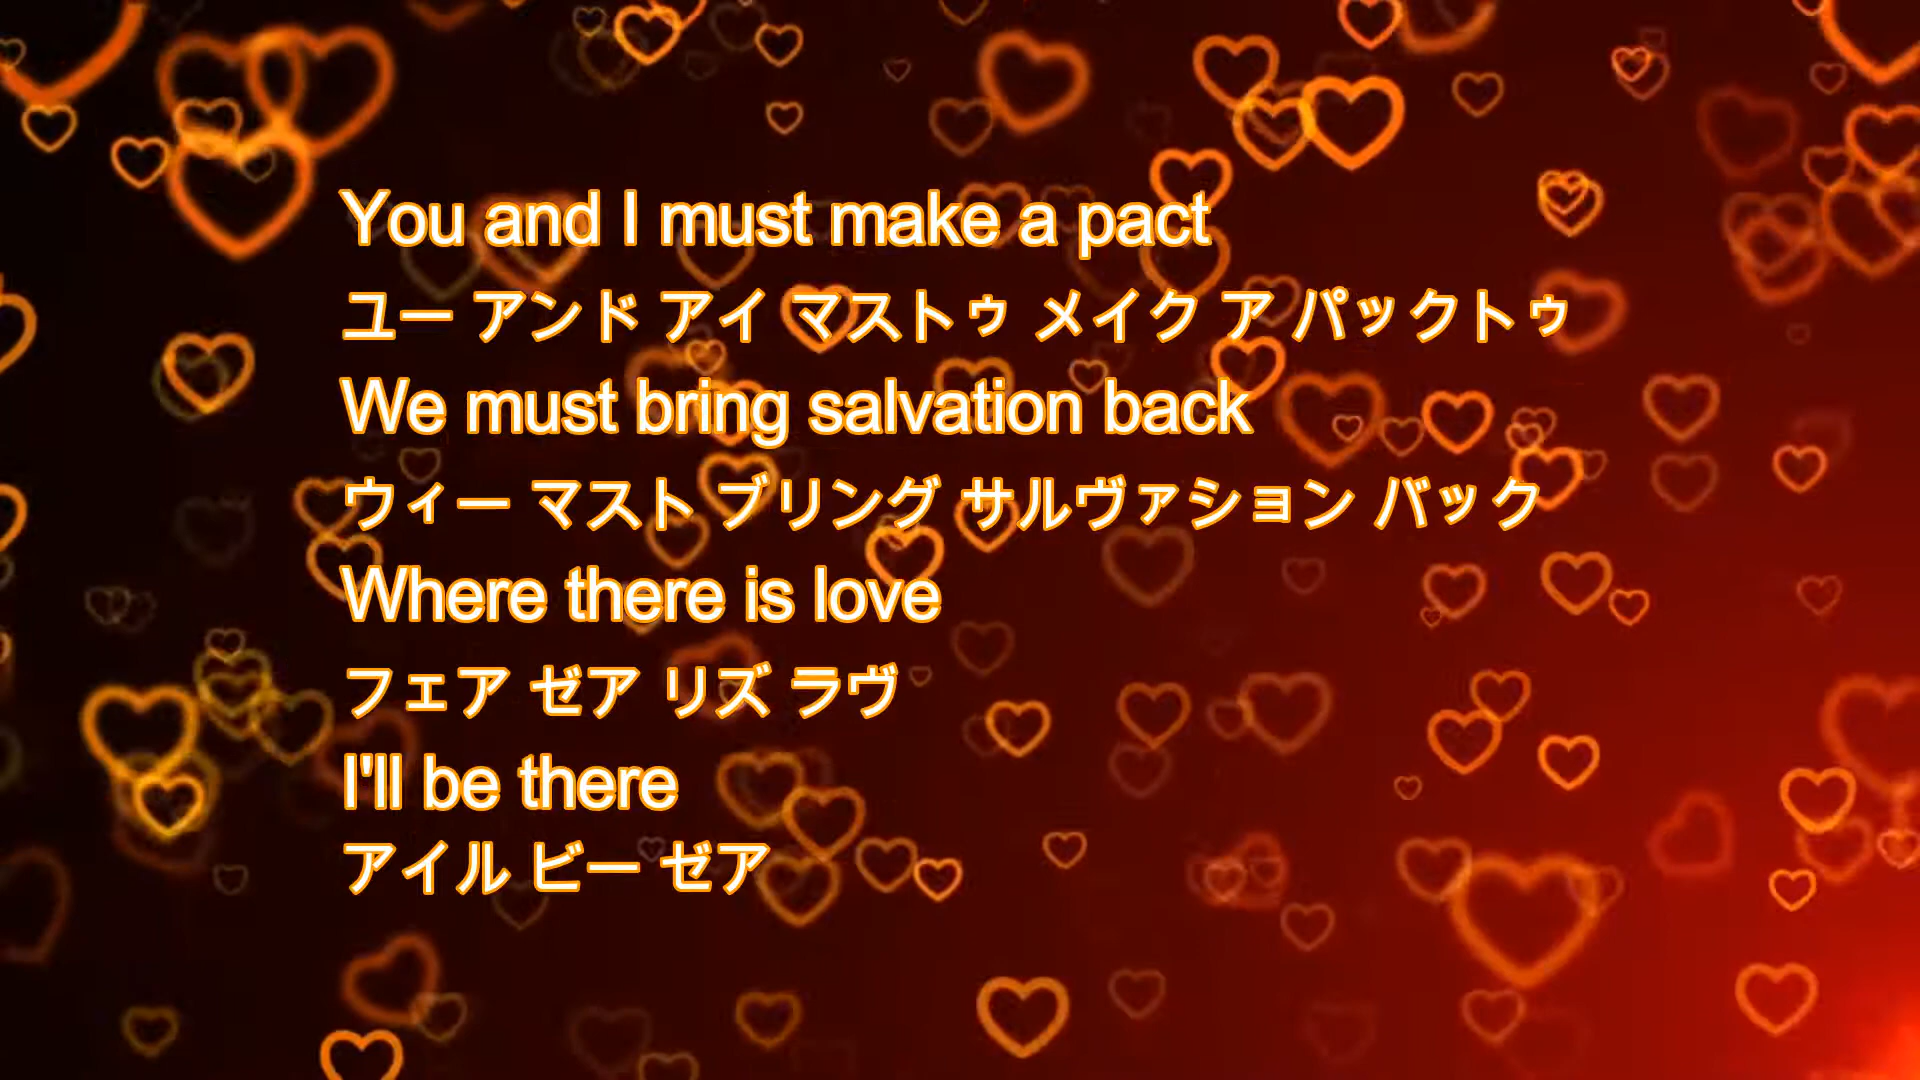 You and I must make a pact
ユー アンド アイ マストゥ メイク ア パックトゥ
We must bring salvation back
ウィー マスト ブリング サルヴァション バック
Where there is love
フェア ゼア リズ ラヴ
I'll be there
アイル ビー ゼア